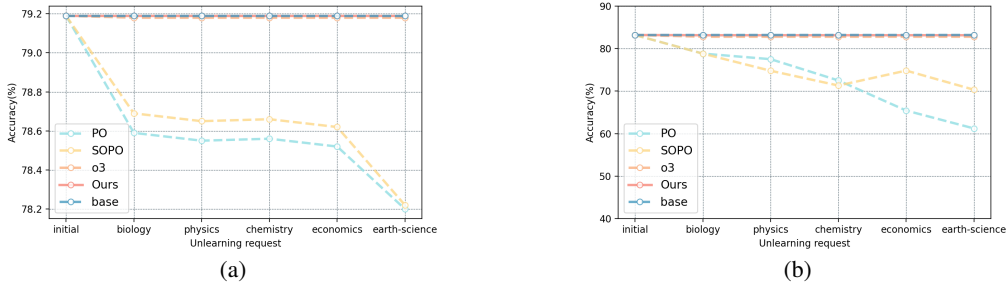 79.2
79.0
78.8
78.6
78.4
78.2
Accuracy(%)
PO
SOPO
o3
Ours
base
initial biology physics chemistry economics earth-science
Unlearning request
(a)
90
80
70
60
50
40
Accuracy(%)
PO
SOPO
o3
Ours
base
initial biology physics chemistry economics earth-science
Unlearning request
(b)